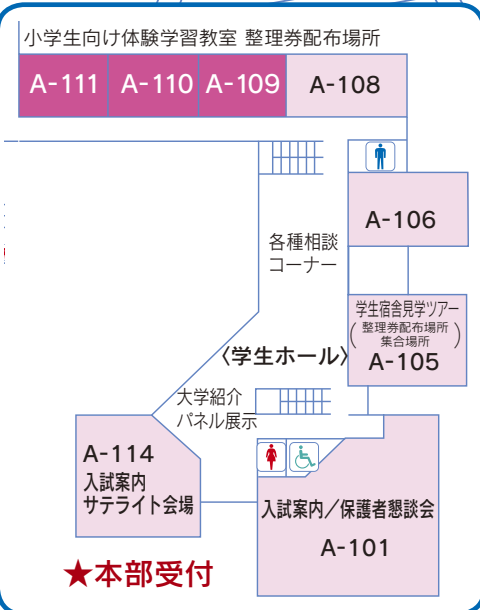 小学生向け体験学習教室 整理券配布場所
A-111
A-110
A-109
A-108
A-106
各種相談
コーナー
学生宿舎見学ツアー
(整理券配布場所
集合場所)
A-105
〈学生ホール〉
大学紹介
パネル展示
A-114
入試案内
サテライト会場
入試案内／保護者懇談会
A-101
★本部受付